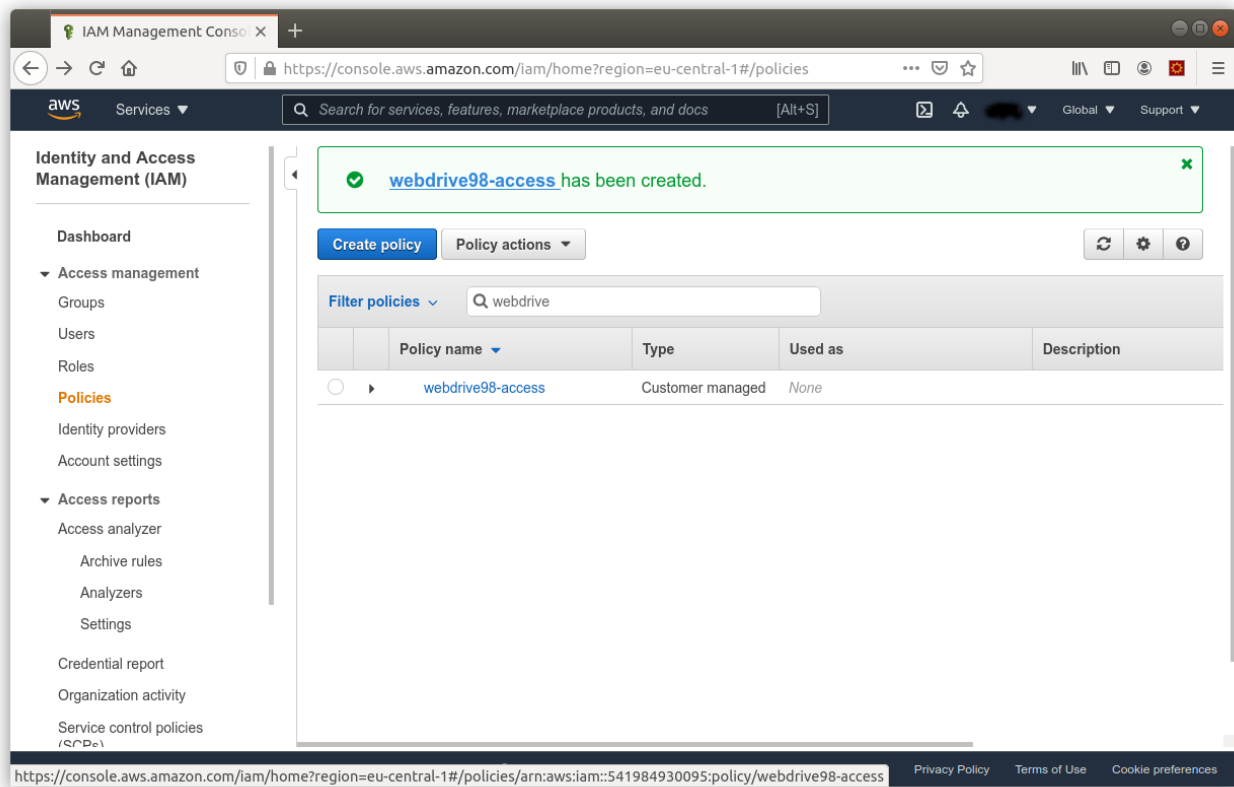 IAM Management Conso
https://console.aws.amazon.com/iam/home?region=eu-central-1#/policies
aws
Services
Search for services, features, marketplace products, and docs
[Alt+S]
Global
Support
Identity and Access
Management (IAM)
Dashboard
Access management
Groups
Users
Roles
Policies
Identity providers
Account settings
Access reports
Access analyzer
Archive rules
Analyzers
Settings
Credential report
Organization activity
Service control policies
(SCPs)
webdrive98-access has been created.
Create policy
Policy actions
Filter policies
webdrive
Policy name
Type
Used as
Description
webdrive98-access
Customer managed
None
https://console.aws.amazon.com/iam/home?region=eu-central-1#/policies/arn:aws:iam::541984930095:policy/webdrive98-access
Privacy Policy
Terms of Use
Cookie preferences